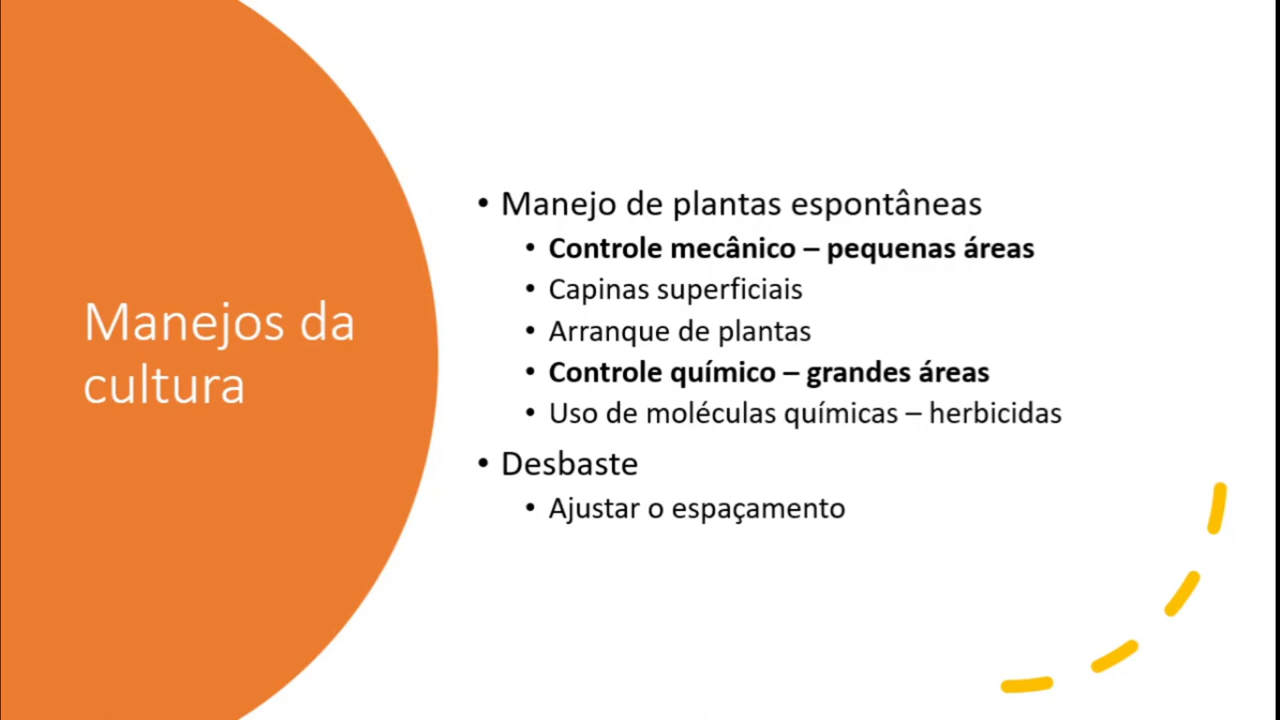 Manejos da
cultura
• Manejo de plantas espontâneas
• Controle mecânico – pequenas áreas
• Capinas superficiais
• Arranque de plantas
• Controle químico – grandes áreas
• Uso de moléculas químicas – herbicidas
• Desbaste
• Ajustar o espaçamento